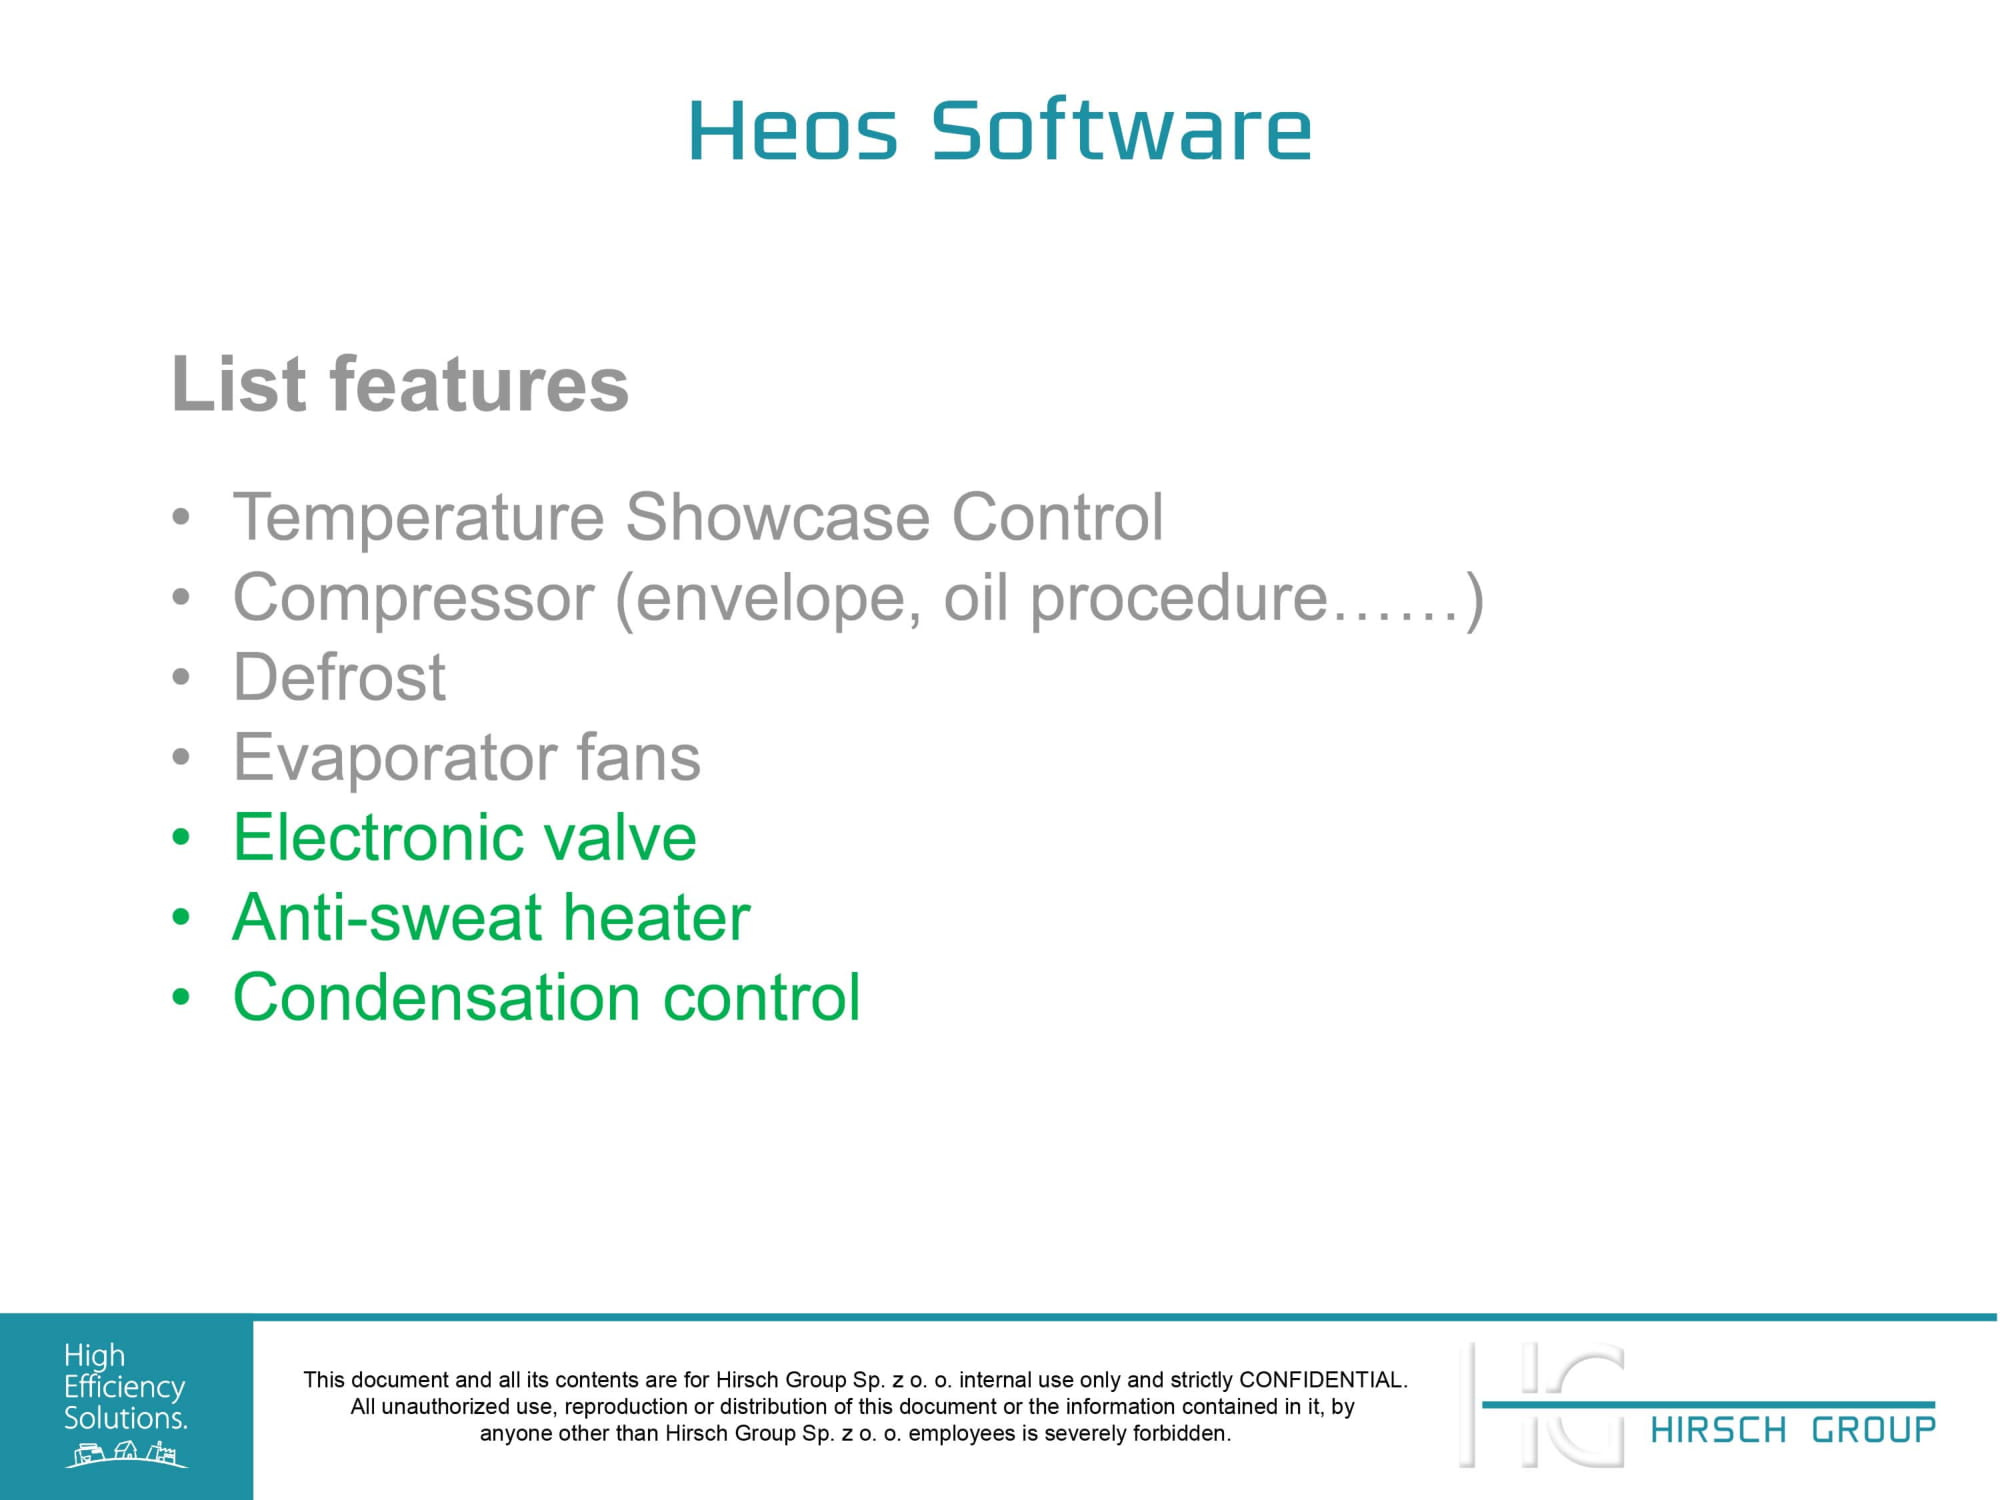 Heos Software
List features
• Temperature Showcase Control
• Compressor (envelope, oil procedure……)
• Defrost
• Evaporator fans
• Electronic valve
• Anti-sweat heater
• Condensation control
High
Efficiency
Solutions.
This document and all its contents are for Hirsch Group Sp. z o. o. internal use only and strictly CONFIDENTIAL.
All unauthorized use, reproduction or distribution of this document or the information contained in it, by
anyone other than Hirsch Group Sp. z o. o. employees is severely forbidden.
HG
HIRSCH GROUP